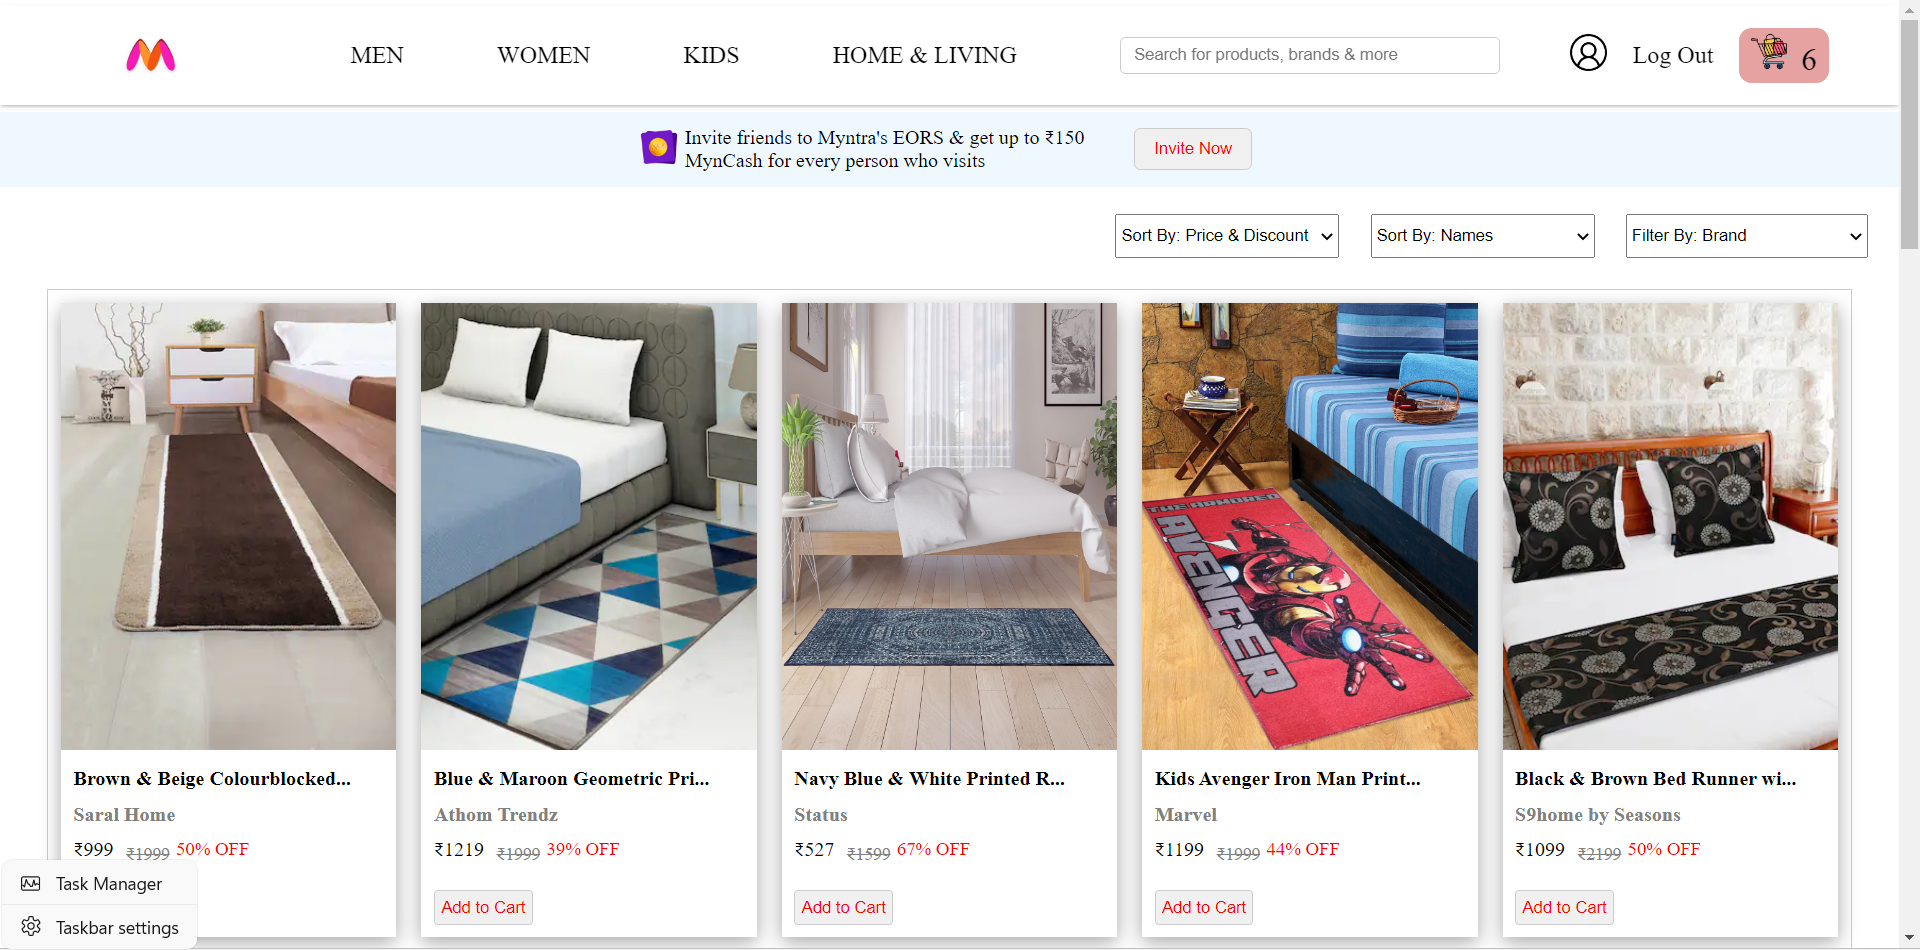 MEN
WOMEN
KIDS
HOME & LIVING
Search for products, brands & more
Log Out
6
Invite friends to Myntra's EORS & get up to ₹150
MynCash for every person who visits
Invite Now
Sort By: Price & Discount
Sort By: Names
Filter By: Brand
THE ARMORED
AVENGER
Brown & Beige Colourblocked...
Saral Home
₹999 ₹1999 50% OFF
Blue & Maroon Geometric Pri...
Athom Trendz
₹1219 ₹1999 39% OFF
Add to Cart
Navy Blue & White Printed R...
Status
₹527 ₹1599 67% OFF
Add to Cart
Kids Avenger Iron Man Print...
Marvel
₹1199 ₹1999 44% OFF
Add to Cart
Black & Brown Bed Runner wi...
S9home by Seasons
₹1099 ₹2199 50% OFF
Add to Cart
Task Manager
Taskbar settings